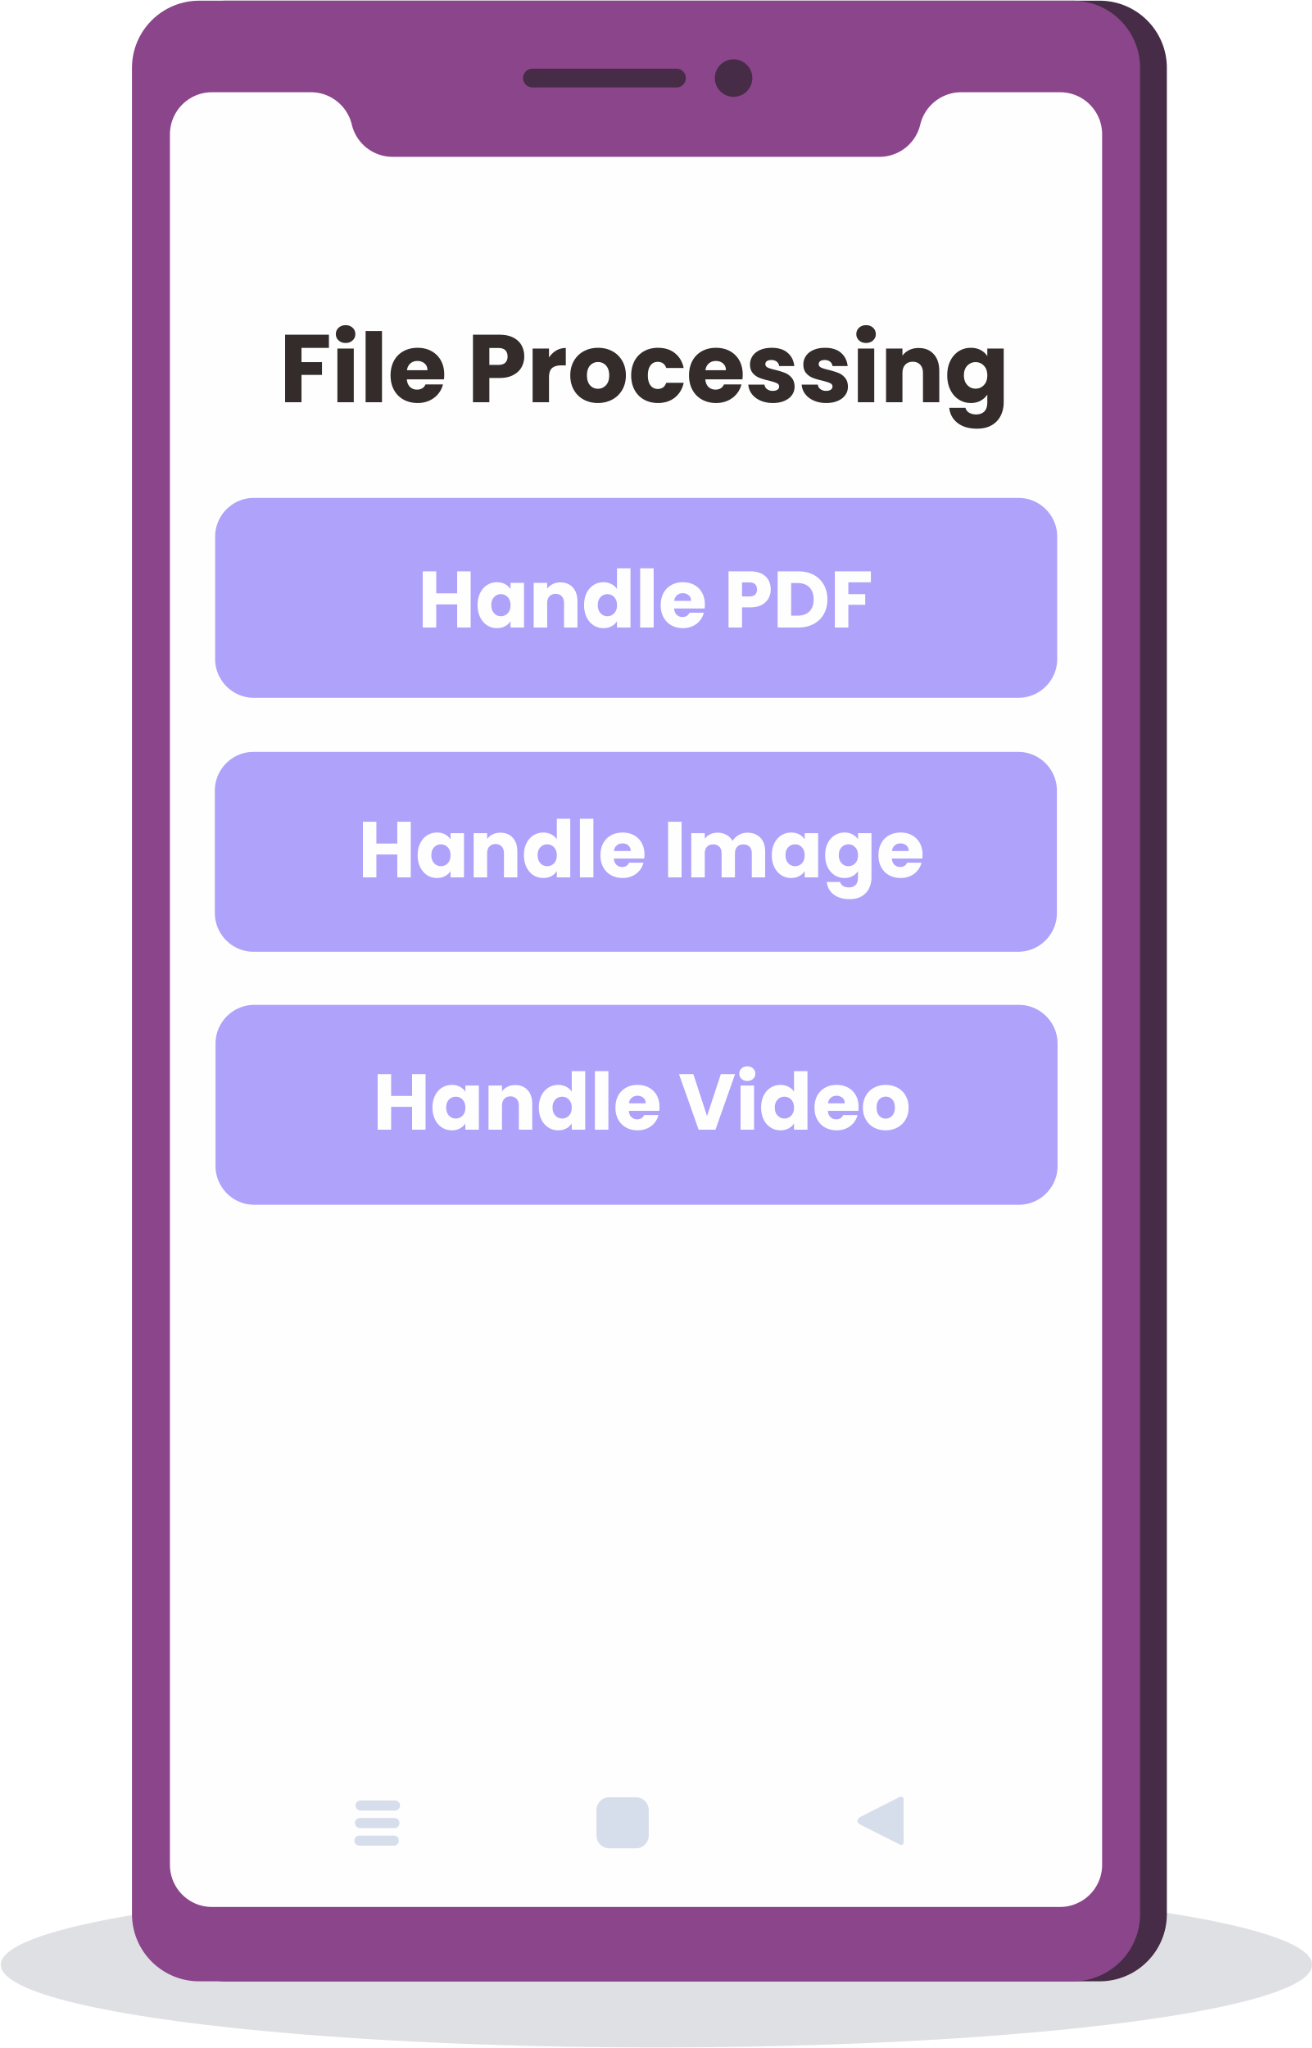 File Processing
Handle PDF
Handle Image
Handle Video